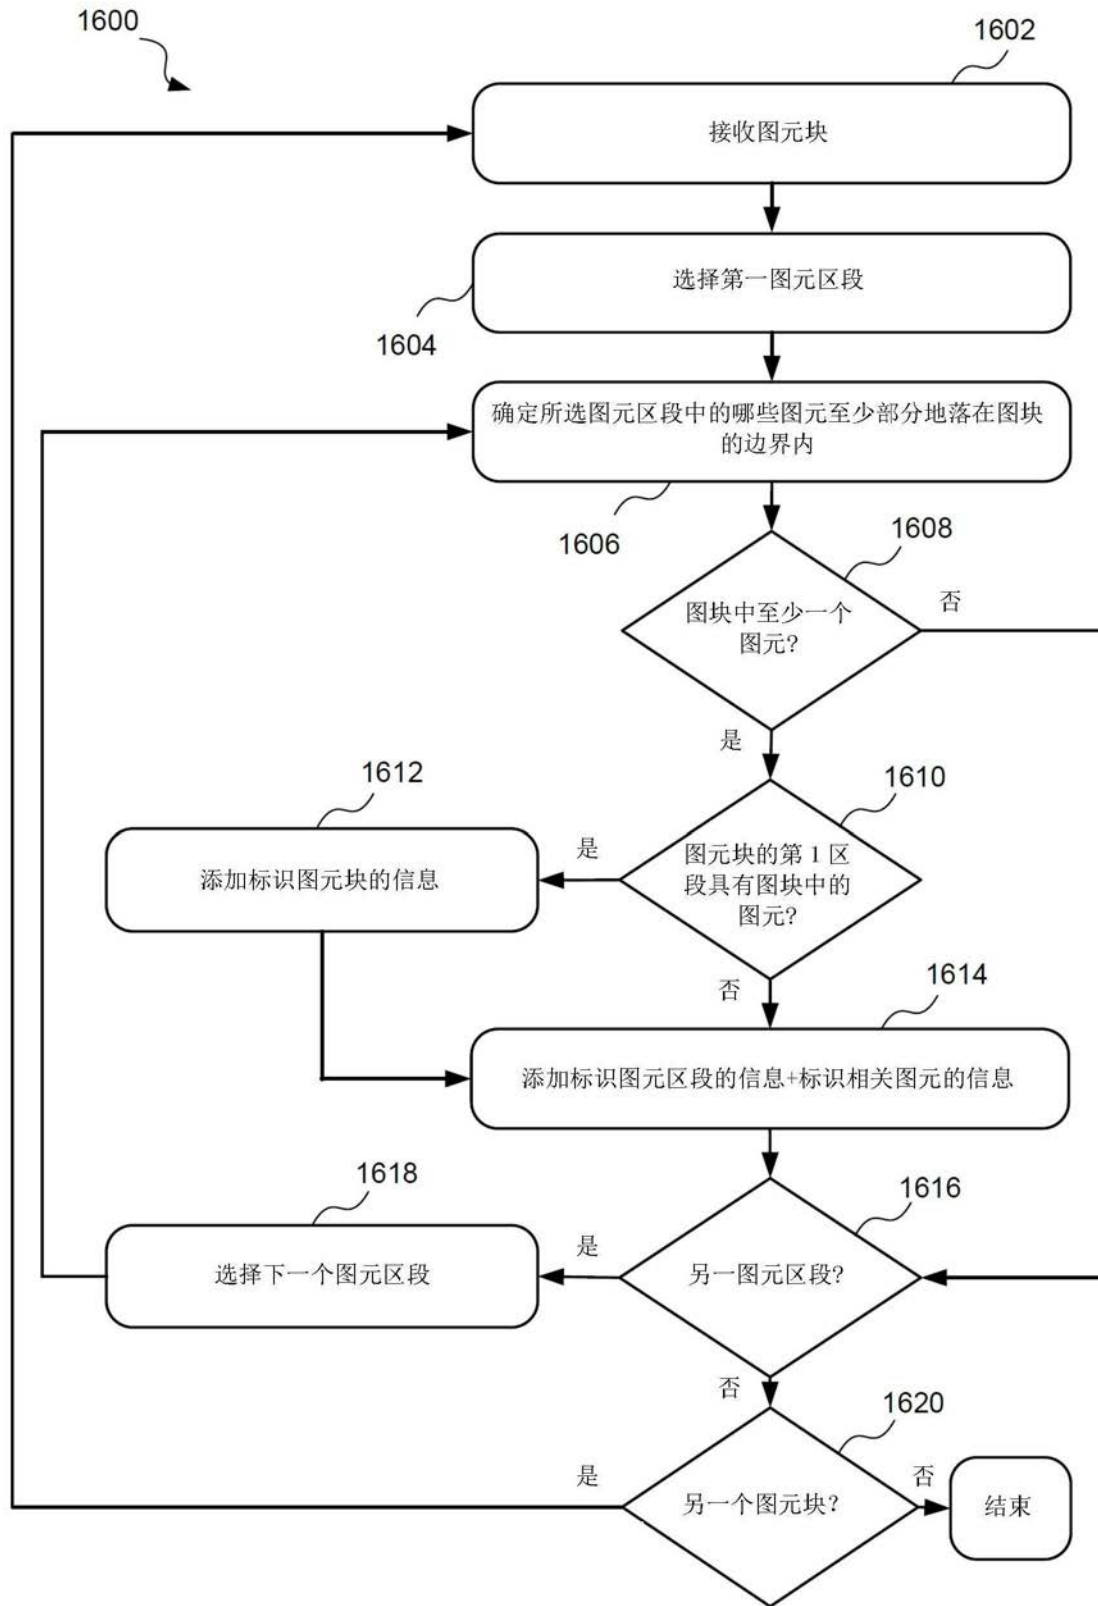 1600
1602
接收图元块
选择第一图元区段
1604
确定所选图元区段中的哪些图元至少部分地落在图块
的边界内
1606
1608
图块中至少一个
图元?
否
是
1612
1610
添加标识图元块的信息
是
图元块的第1区
段具有图块中的
图元?
否
1614
添加标识图元区段的信息+标识相关图元的信息
1618
1616
选择下一个图元区段
是
另一图元区段?
否
1620
是
另一个图元块?
否
结束